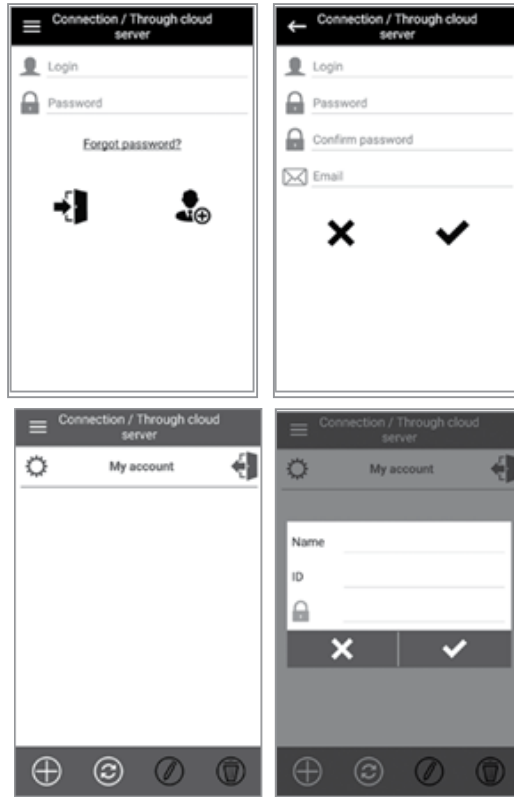 Connection / Through cloud
server
Login
Password
Forgot password?
Connection / Through cloud
server
Login
Password
Confirm password
Email
Connection / Through cloud
server
My account
Connection / Through cloud
server
My account
Name
ID